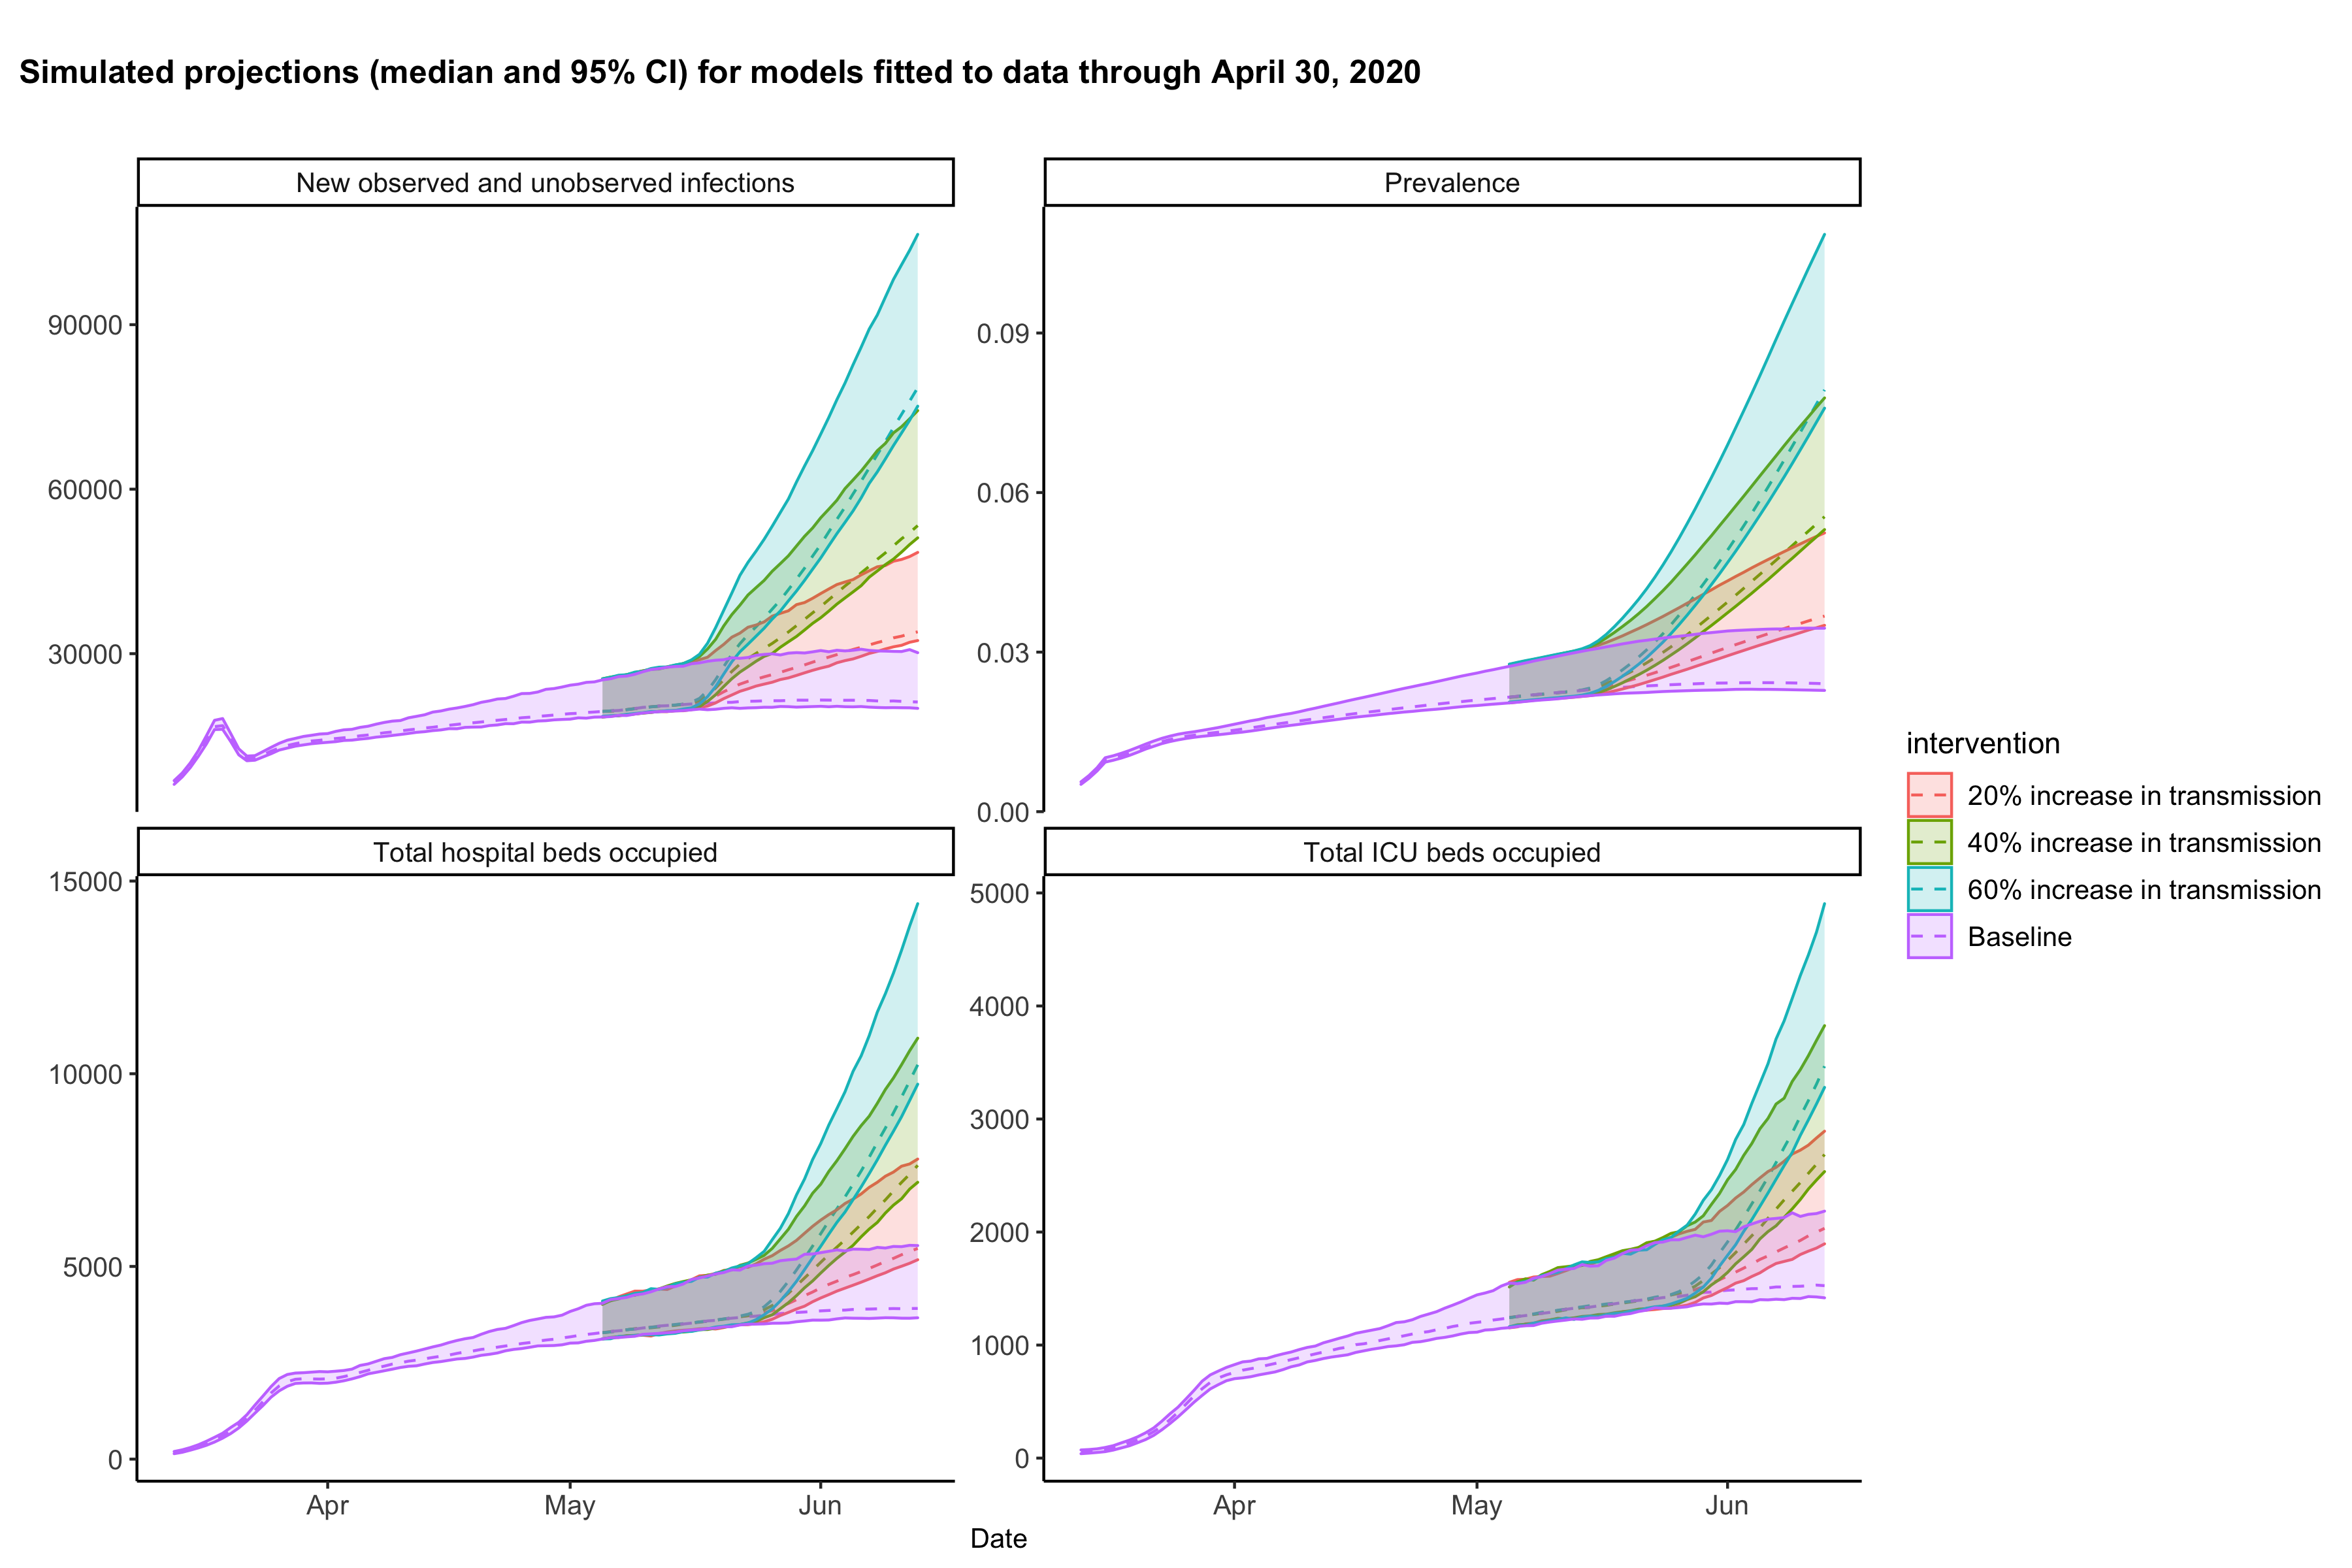 Simulated projections (median and 95% CI) for models fitted to data through April 30, 2020
New observed and unobserved infections
Prevalence
90000
60000
30000
0.09
0.06
0.03
0.00
Total hospital beds occupied
Total ICU beds occupied
15000
10000
5000
0
5000
4000
3000
2000
1000
0
Apr
May
Jun
Apr
May
Jun
Date
intervention
20% increase in transmission
40% increase in transmission
60% increase in transmission
Baseline